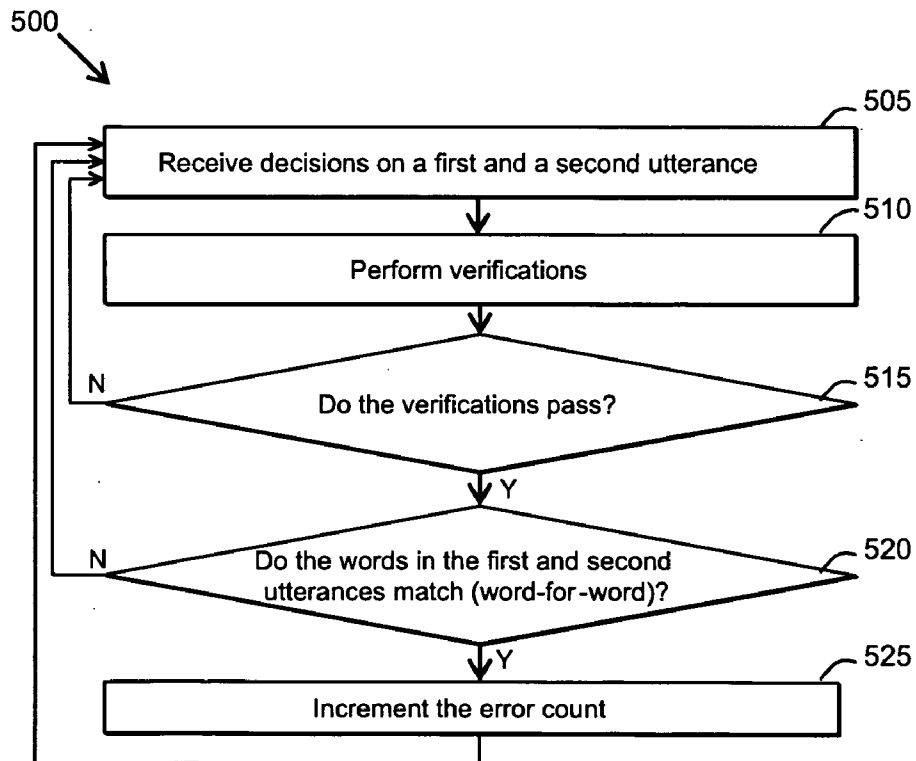 500
505
Receive decisions on a first and a second utterance
510
Perform verifications
N
515
Do the verifications pass?
Y
N
520
Do the words in the first and second
utterances match (word-for-word)?
Y
525
Increment the error count